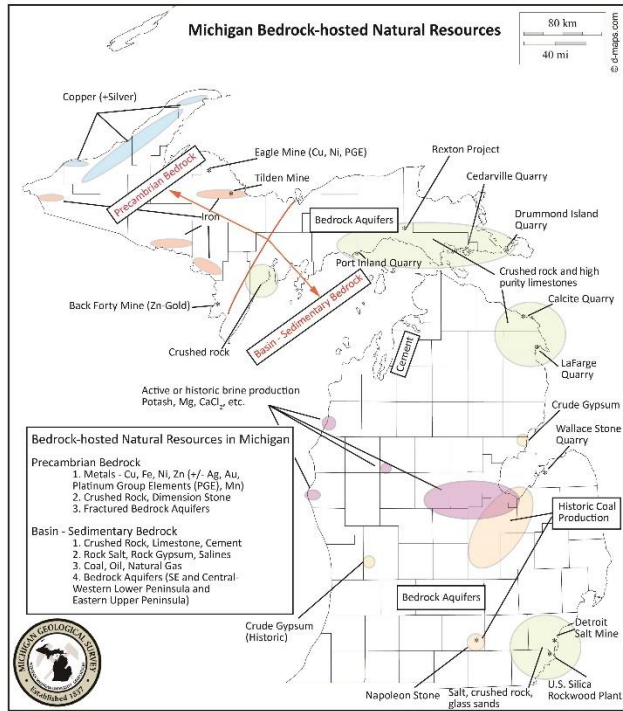 Michigan Bedrock-hosted Natural Resources
80 km
40 mi
© d-maps.com
Copper (+Silver)
Eagle Mine (Cu, Ni, PGE)
Tilden Mine
Precambrian Bedrock
Iron
Rexton Project
Cedarville Quarry
Drummond Island
Quarry
Bedrock Aquifers
Port Inland Quarry
Crushed rock and high
purity limestones
Back Forty Mine (Zn-Gold)
Basin - Sedimentary Bedrock
Calcite Quarry
Crushed rock
Cement
LaFarge
Quarry
Active or historic brine production
Potash, Mg, CaCl2, etc.
Crude Gypsum
Wallace Stone
Quarry
Bedrock-hosted Natural Resources in Michigan
Precambrian Bedrock
1. Metals - Cu, Fe, Ni, Zn (+/- Ag, Au,
Platinum Group Elements (PGE), Mn)
2. Crushed Rock, Dimension Stone
3. Fractured Bedrock Aquifers
Basin - Sedimentary Bedrock
1. Crushed Rock, Limestone, Cement
2. Rock Salt, Rock Gypsum, Salines
3. Coal, Oil, Natural Gas
4. Bedrock Aquifers (SE and Central-
Western Lower Peninsula and
Eastern Upper Peninsula)
Historic Coal
Production
Crude Gypsum
(Historic)
Bedrock Aquifers
Detroit
Salt Mine
Napoleon Stone
Salt, crushed rock,
glass sands
U.S. Silica
Rockwood Plant
MICHIGAN GEOLOGICAL SURVEY
Established 1837